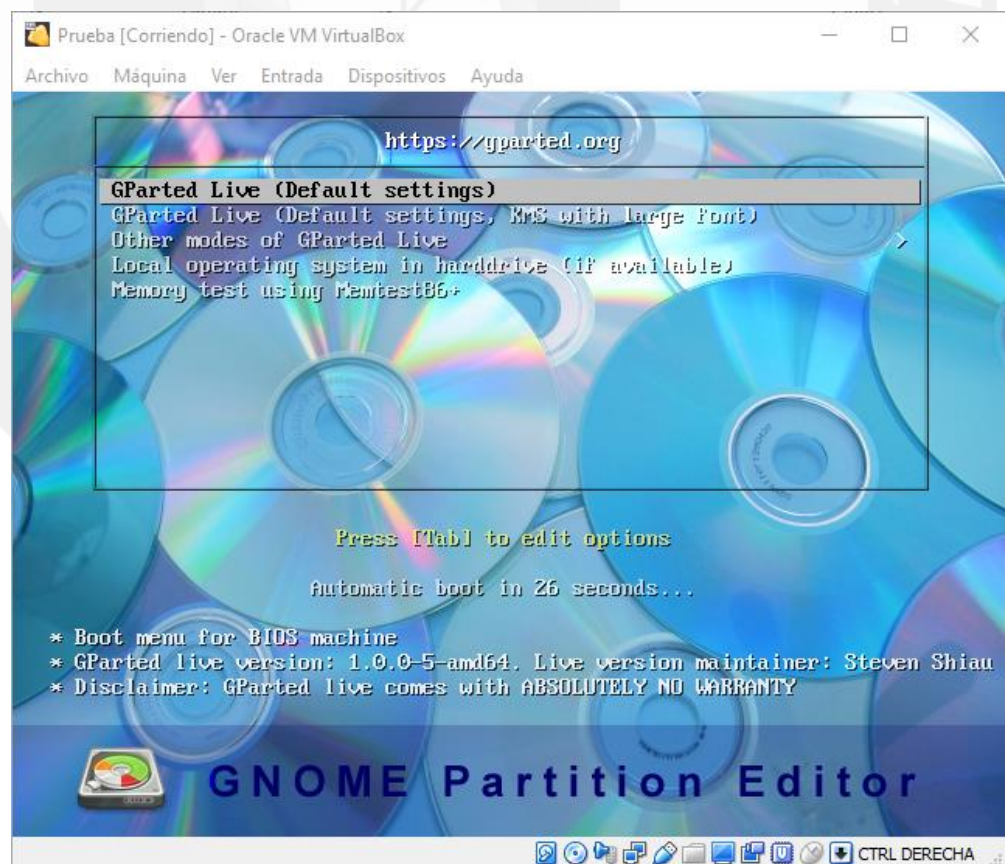 Prueba [Corriendo] - Oracle VM VirtualBox
Archivo Máquina Ver Entrada Dispositivos Ayuda
https://gparted.org
GParted Live (Default settings)
GParted Live (Default settings, KMS with large font)
Other modes of GParted Live >
Local operating system in harddrive (if available)
Memory test using Memtest86+
Press [Tab] to edit options
Automatic boot in 26 seconds...
* Boot menu for BIOS machine
* GParted live version: 1.0.0-5-amd64. Live version maintainer: Steven Shiau
* Disclaimer: GParted live comes with ABSOLUTELY NO WARRANTY
GNOME Partition Editor
CTRL DERECHA